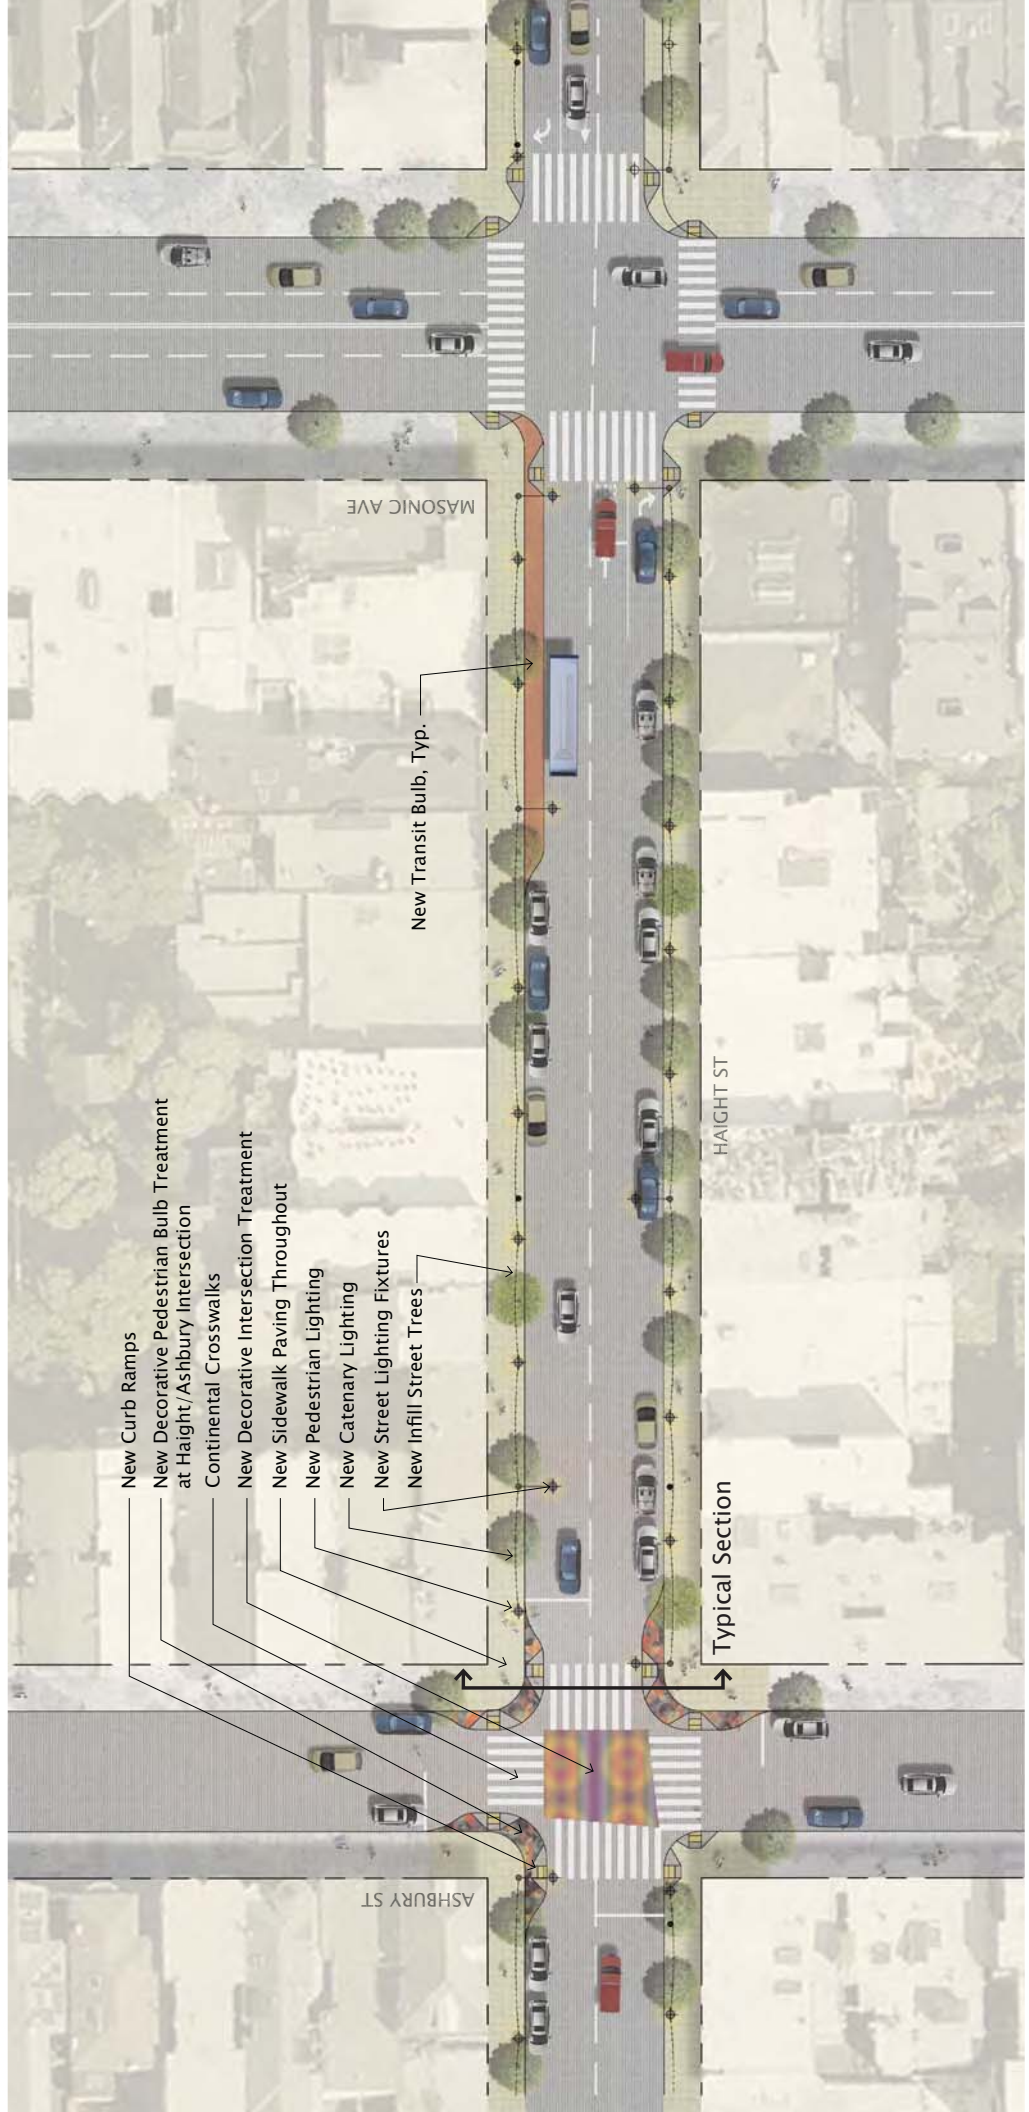 New Curb Ramps
New Decorative Pedestrian Bulb Treatment
at Haight/Ashbury Intersection
Continental Crosswalks
New Decorative Intersection Treatment
New Sidewalk Paving Throughout
New Pedestrian Lighting
New Catenary Lighting
New Street Lighting Fixtures
New Infill Street Trees
New Transit Bulb, Typ.
ASHBURY ST
MASONIC AVE
HAIGHT ST
Typical Section